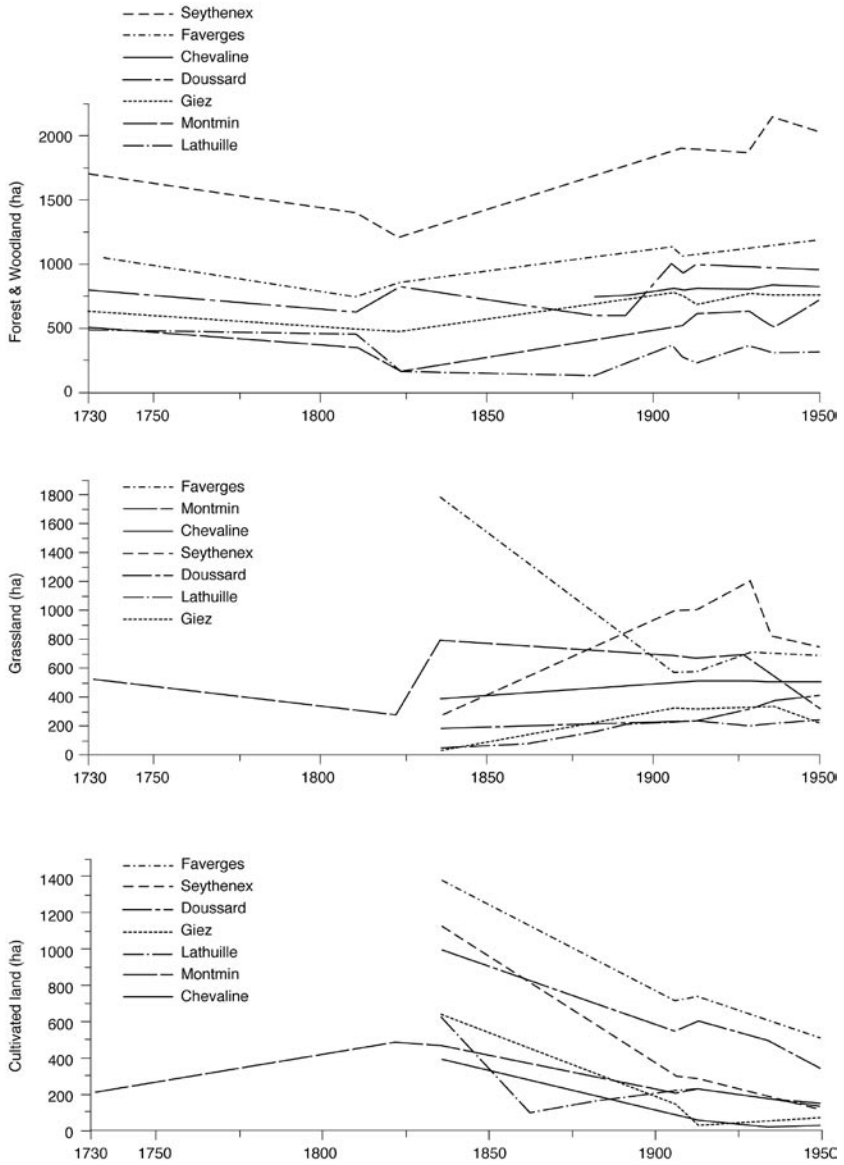 Seythenex
Faverges
Chevaline
Doussard
Giez
Montmin
Lathuille
Forest & Woodland (ha)
2000
1500
1000
500
0
1730 1750 1800 1850 1900 1950
Faverges
Montmin
Chevaline
Seythenex
Doussard
Lathuille
Giez
Grassland (ha)
1800
1600
1400
1200
1000
800
600
400
200
0
1730 1750 1800 1850 1900 1950
Faverges
Seythenex
Doussard
Giez
Lathuille
Montmin
Chevaline
Cultivated land (ha)
1400
1200
1000
800
600
400
200
0
1730 1750 1800 1850 1900 1950